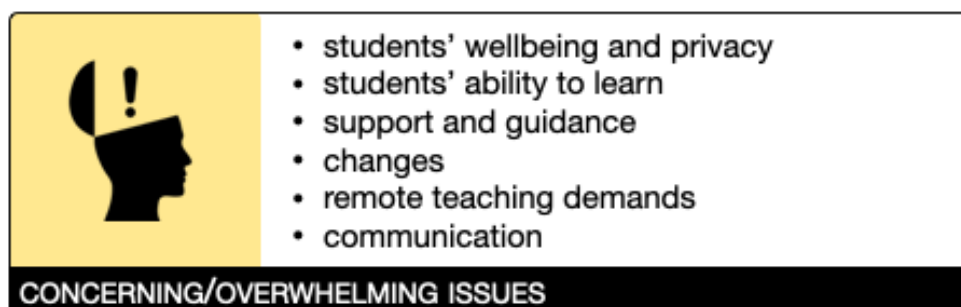 • students’ wellbeing and privacy
• students’ ability to learn
• support and guidance
• changes
• remote teaching demands
• communication
CONCERNING/OVERWHELMING ISSUES